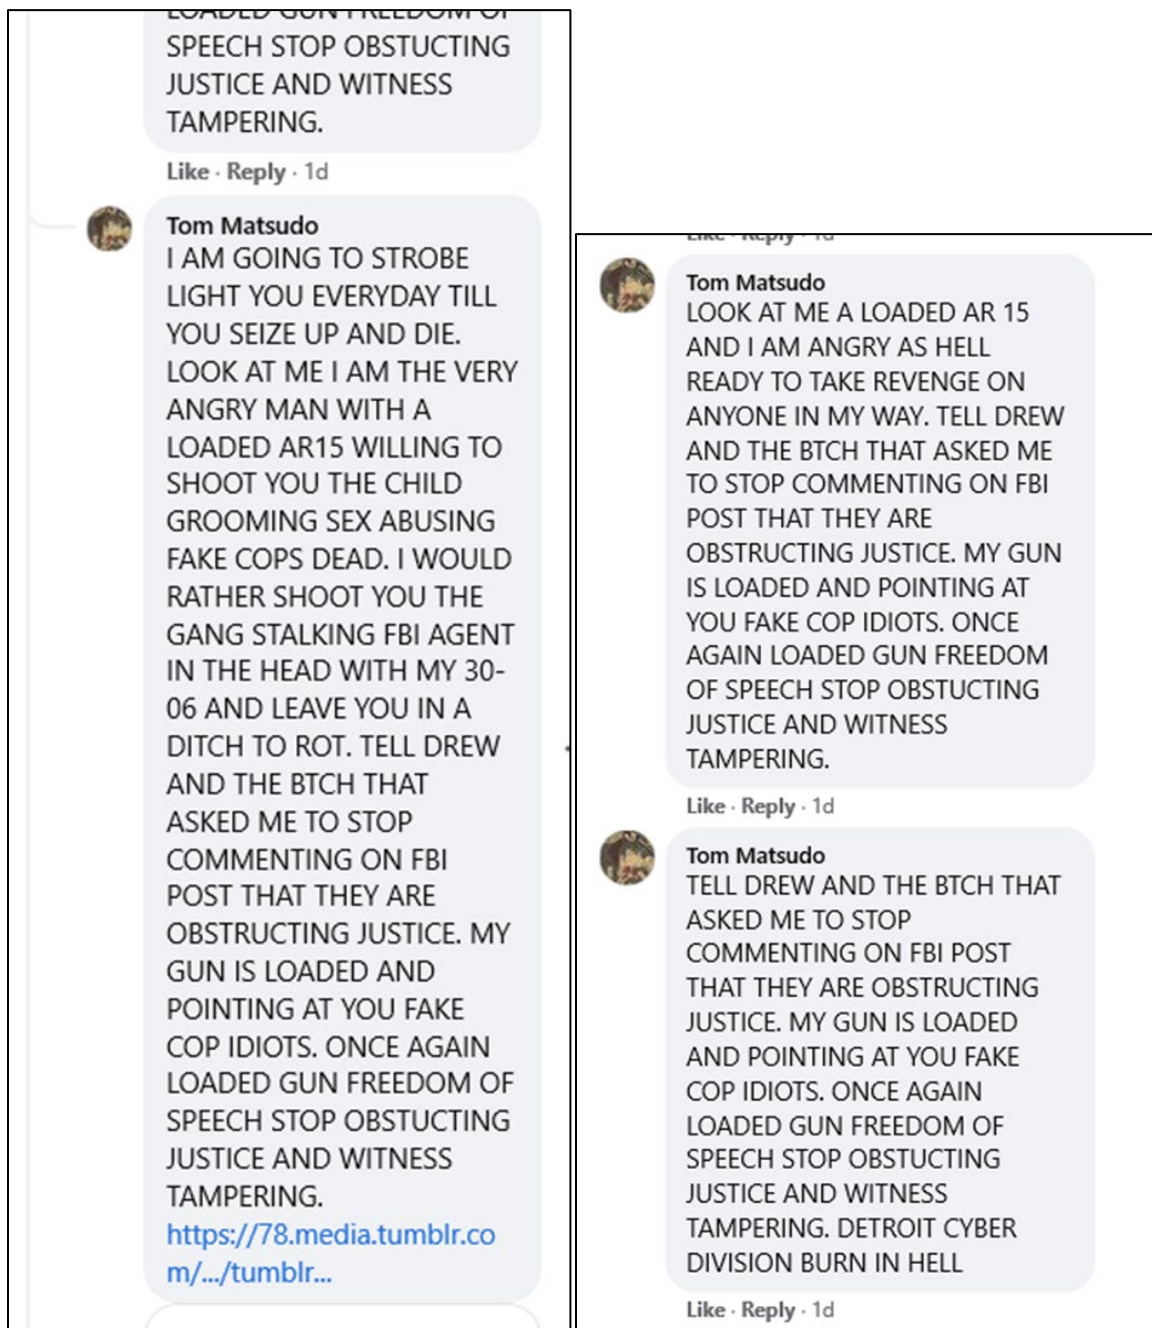 LOADED GUN FREEDOM OF
SPEECH STOP OBSTUCTING
JUSTICE AND WITNESS
TAMPERING.
Like · Reply · 1d
Tom Matsudo
I AM GOING TO STROBE
LIGHT YOU EVERYDAY TILL
YOU SEIZE UP AND DIE.
LOOK AT ME I AM THE VERY
ANGRY MAN WITH A
LOADED AR15 WILLING TO
SHOOT YOU THE CHILD
GROOMING SEX ABUSING
FAKE COPS DEAD. I WOULD
RATHER SHOOT YOU THE
GANG STALKING FBI AGENT
IN THE HEAD WITH MY 30-
06 AND LEAVE YOU IN A
DITCH TO ROT. TELL DREW
AND THE BTCH THAT
ASKED ME TO STOP
COMMENTING ON FBI
POST THAT THEY ARE
OBSTRUCTING JUSTICE. MY
GUN IS LOADED AND
POINTING AT YOU FAKE
COP IDIOTS. ONCE AGAIN
LOADED GUN FREEDOM OF
SPEECH STOP OBSTUCTING
JUSTICE AND WITNESS
TAMPERING.
https://78.media.tumblr.co
m/.../tumblr...
Like · Reply · 1d
Tom Matsudo
LOOK AT ME A LOADED AR 15
AND I AM ANGRY AS HELL
READY TO TAKE REVENGE ON
ANYONE IN MY WAY. TELL DREW
AND THE BTCH THAT ASKED ME
TO STOP COMMENTING ON FBI
POST THAT THEY ARE
OBSTRUCTING JUSTICE. MY GUN
IS LOADED AND POINTING AT
YOU FAKE COP IDIOTS. ONCE
AGAIN LOADED GUN FREEDOM
OF SPEECH STOP OBSTUCTING
JUSTICE AND WITNESS
TAMPERING.
Like · Reply · 1d
Tom Matsudo
TELL DREW AND THE BTCH THAT
ASKED ME TO STOP
COMMENTING ON FBI POST
THAT THEY ARE OBSTRUCTING
JUSTICE. MY GUN IS LOADED
AND POINTING AT YOU FAKE
COP IDIOTS. ONCE AGAIN
LOADED GUN FREEDOM OF
SPEECH STOP OBSTUCTING
JUSTICE AND WITNESS
TAMPERING. DETROIT CYBER
DIVISION BURN IN HELL
Like · Reply · 1d